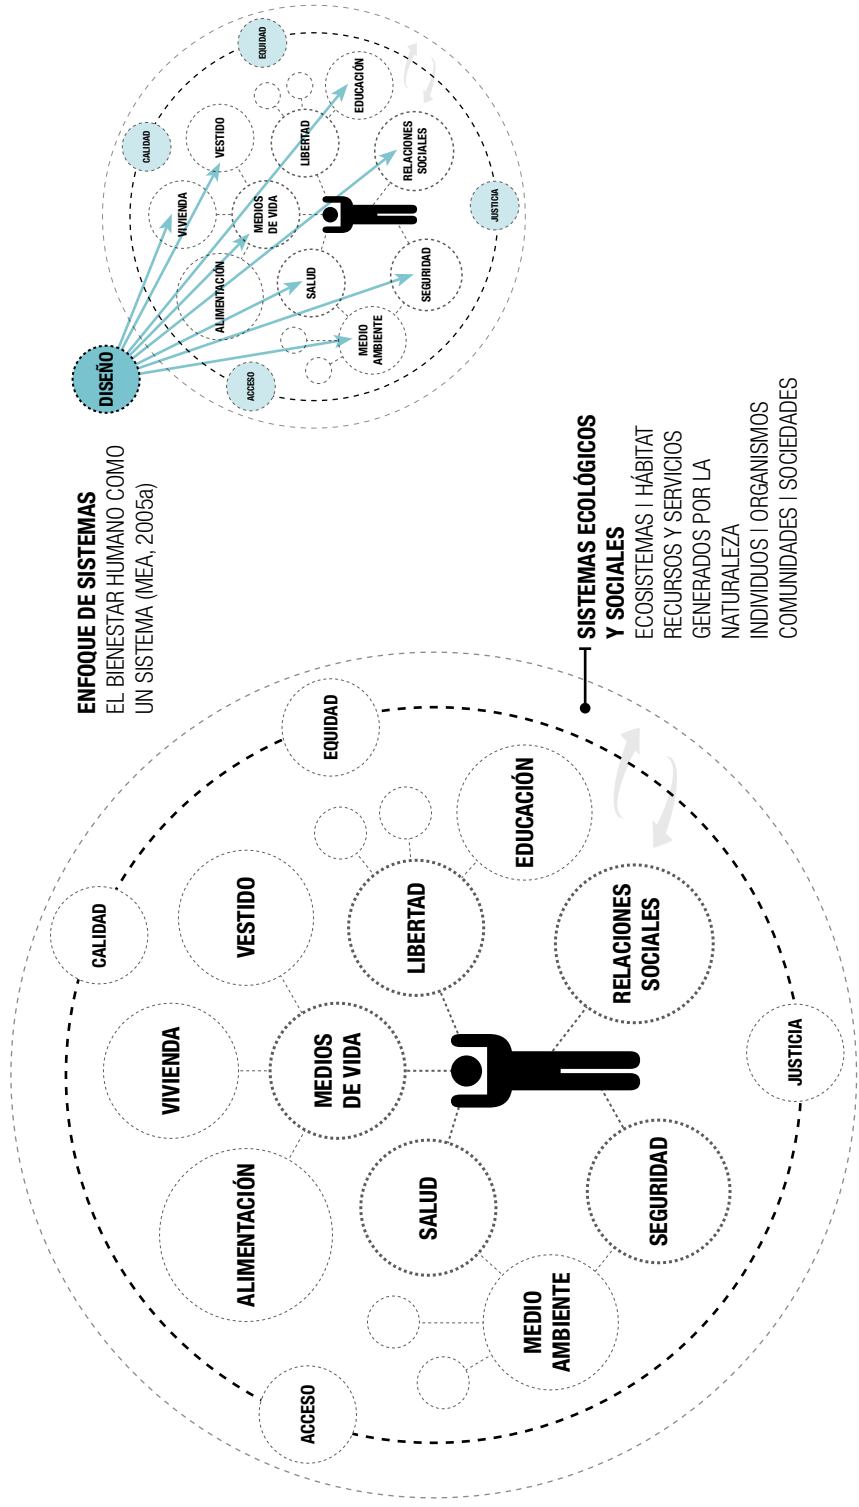 CALIDAD
VIVIENDA
ALIMENTACIÓN
VESTIDO
ACCESO
EQUIDAD
MEDIOS
DE VIDA
SALUD
LIBERTAD
MEDIO
AMBIENTE
EDUCACIÓN
SEGURIDAD
RELACIONES
SOCIALES
JUSTICIA
ENFOQUE DE SISTEMAS
EL BIENESTAR HUMANO COMO
UN SISTEMA (MEA, 2005a)
SISTEMAS ECOLÓGICOS
Y SOCIALES
ECOSISTEMAS | HÁBITAT
RECURSOS Y SERVICIOS
GENERADOS POR LA
NATURALEZA
INDIVIDUOS | ORGANISMOS
COMUNIDADES | SOCIEDADES
DISEÑO
CALIDAD
VIVIENDA
ALIMENTACIÓN
VESTIDO
ACCESO
EQUIDAD
MEDIOS
DE VIDA
SALUD
LIBERTAD
MEDIO
AMBIENTE
EDUCACIÓN
SEGURIDAD
RELACIONES
SOCIALES
JUSTICIA